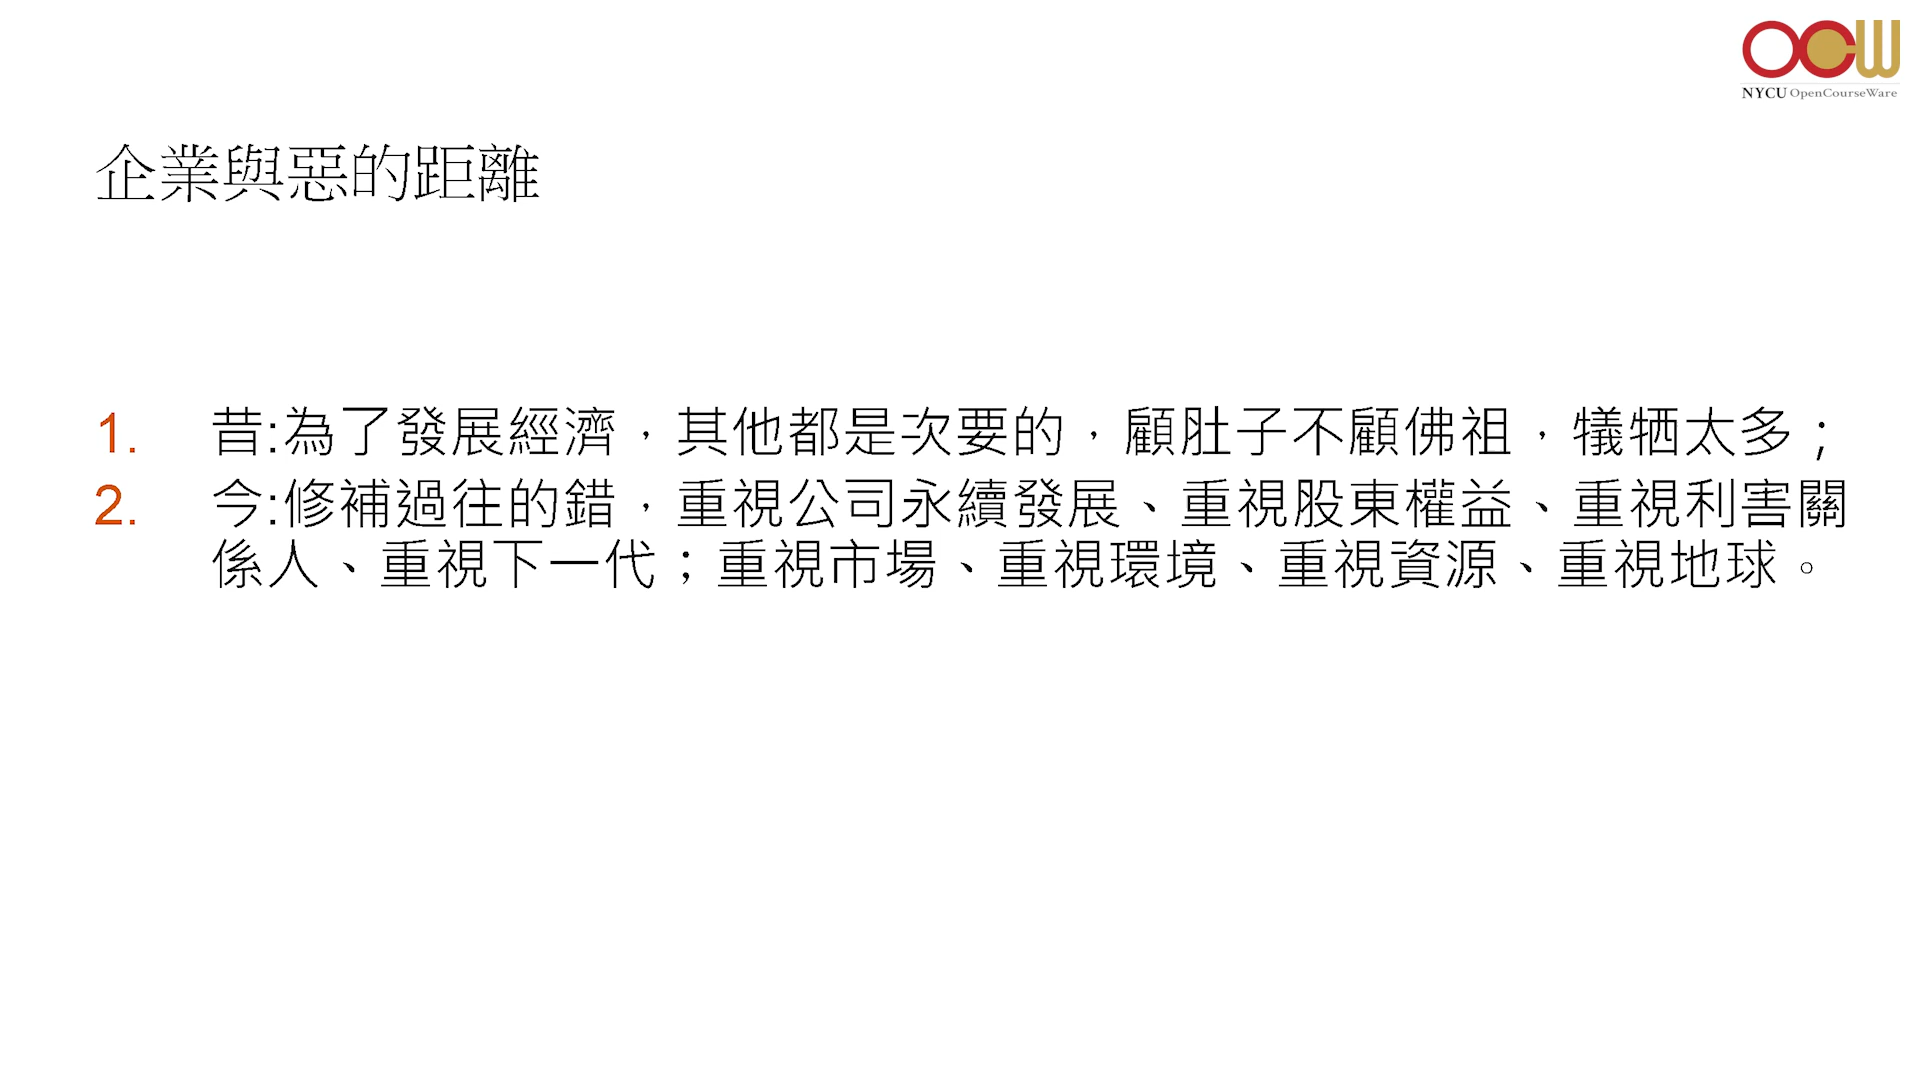 OCW
NYCU OpenCourseWare
企業與惡的距離
1. 昔:為了發展經濟，其他都是次要的，顧肚子不顧佛祖，犧牲太多；
2. 今:修補過往的錯，重視公司永續發展、重視股東權益、重視利害關
係人、重視下一代；重視市場、重視環境、重視資源、重視地球。